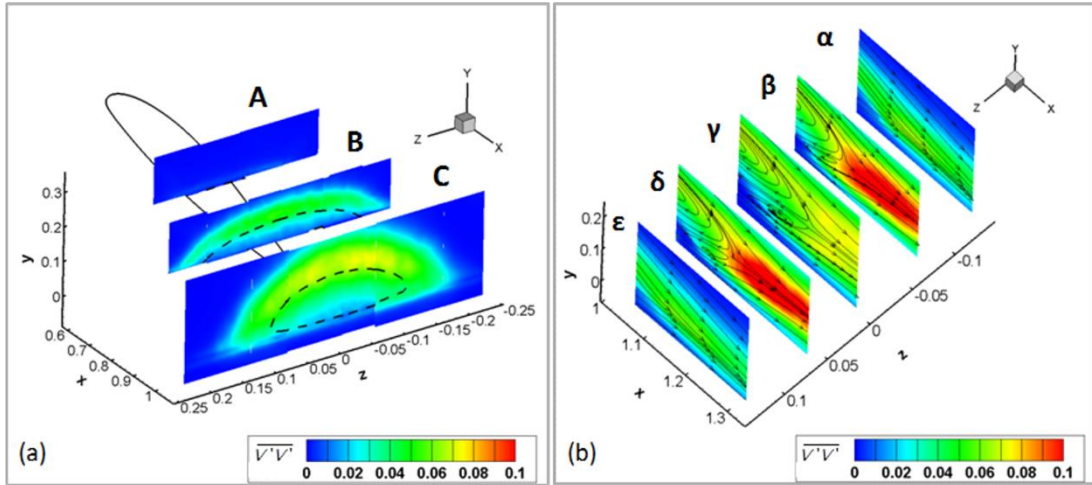 A
B
C
Y
Z
X
0.3
0.2
0.1
0
y
0.6
0.7
0.8
0.9
1
x
0.25
0.2
0.15
0.1
0.05
0
-0.05
-0.1
-0.15
-0.2
-0.25
z
(a)
V'V'
0 0.02 0.04 0.06 0.08 0.1
α
β
γ
δ
ε
Y
Z
X
0.2
0.1
0
y
1
1.1
1.2
1.3
x
0.1
0.05
0
-0.05
-0.1
z
(b)
V'V'
0 0.02 0.04 0.06 0.08 0.1